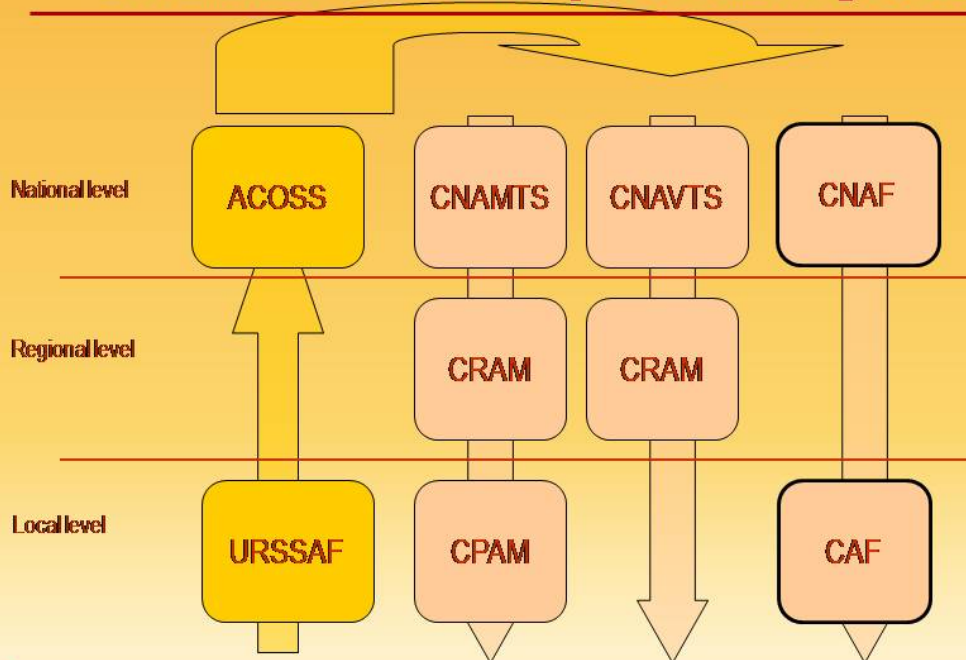 National level
ACOSS
CNAMTS
CNAVTS
CNAF
Regional level
CRAM
CRAM
Local level
URSSAF
CPAM
CAF